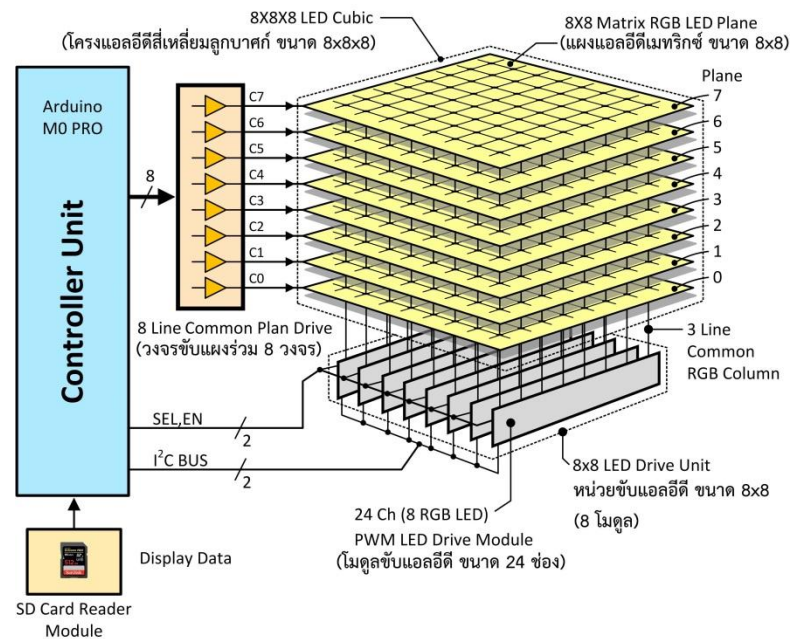 8X8X8 LED Cubic
(โครงแอลอีดีสี่เหลี่ยมลูกบาศก์ ขนาด 8x8x8)
8X8 Matrix RGB LED Plane
(แผงแอลอีดีเมทริกซ์ ขนาด 8x8)
Plane
7
6
5
4
3
2
1
0
Arduino
M0 PRO
Controller Unit
8
C7
C6
C5
C4
C3
C2
C1
C0
8 Line Common Plan Drive
(วงจรขับแผงร่วม 8 วงจร)
3 Line
Common
RGB Column
SEL,EN
2
I²C BUS
2
8x8 LED Drive Unit
หน่วยขับแอลอีดี ขนาด 8x8
(8 โมดูล)
24 Ch (8 RGB LED)
PWM LED Drive Module
(โมดูลขับแอลอีดี ขนาด 24 ช่อง)
Display Data
SD Card Reader
Module